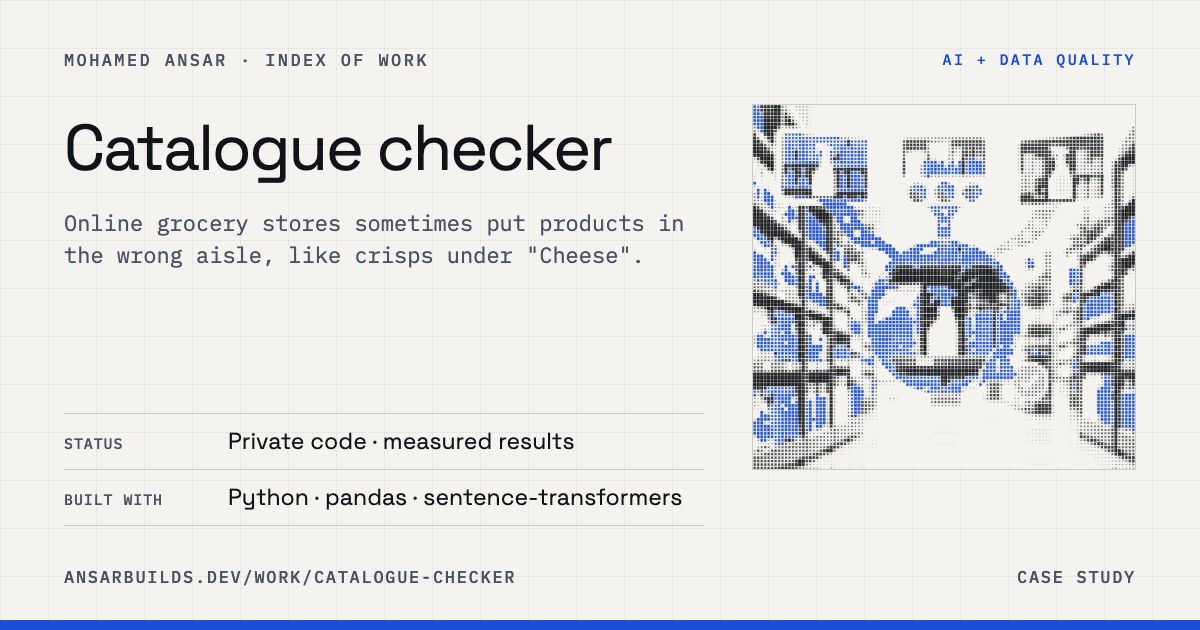 MOHAMED ANSAR · INDEX OF WORK
AI + DATA QUALITY
Catalogue checker
Online grocery stores sometimes put products in
the wrong aisle, like crisps under "Cheese".
STATUS
Private code · measured results
BUILT WITH
Python · pandas · sentence-transformers
ANSARBUILDS.DEV/WORK/CATALOGUE-CHECKER
CASE STUDY